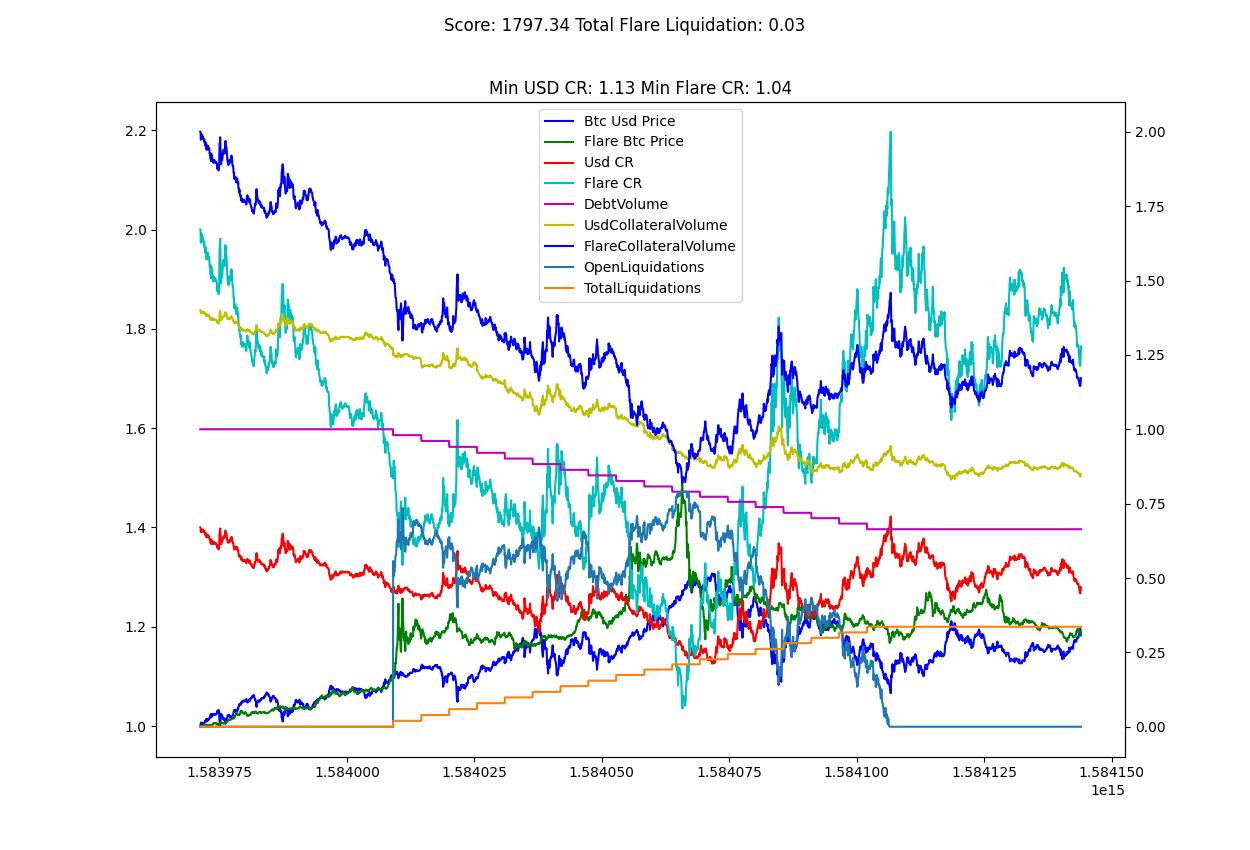 Score: 1797.34 Total Flare Liquidation: 0.03
Min USD CR: 1.13 Min Flare CR: 1.04
Btc Usd Price
Flare Btc Price
Usd CR
Flare CR
DebtVolume
UsdCollateralVolume
FlareCollateralVolume
OpenLiquidations
TotalLiquidations
2.2
2.0
1.8
1.6
1.4
1.2
1.0
2.00
1.75
1.50
1.25
1.00
0.75
0.50
0.25
0.00
1.583975 1.584000 1.584025 1.584050 1.584075 1.584100 1.584125 1.584150
1e15